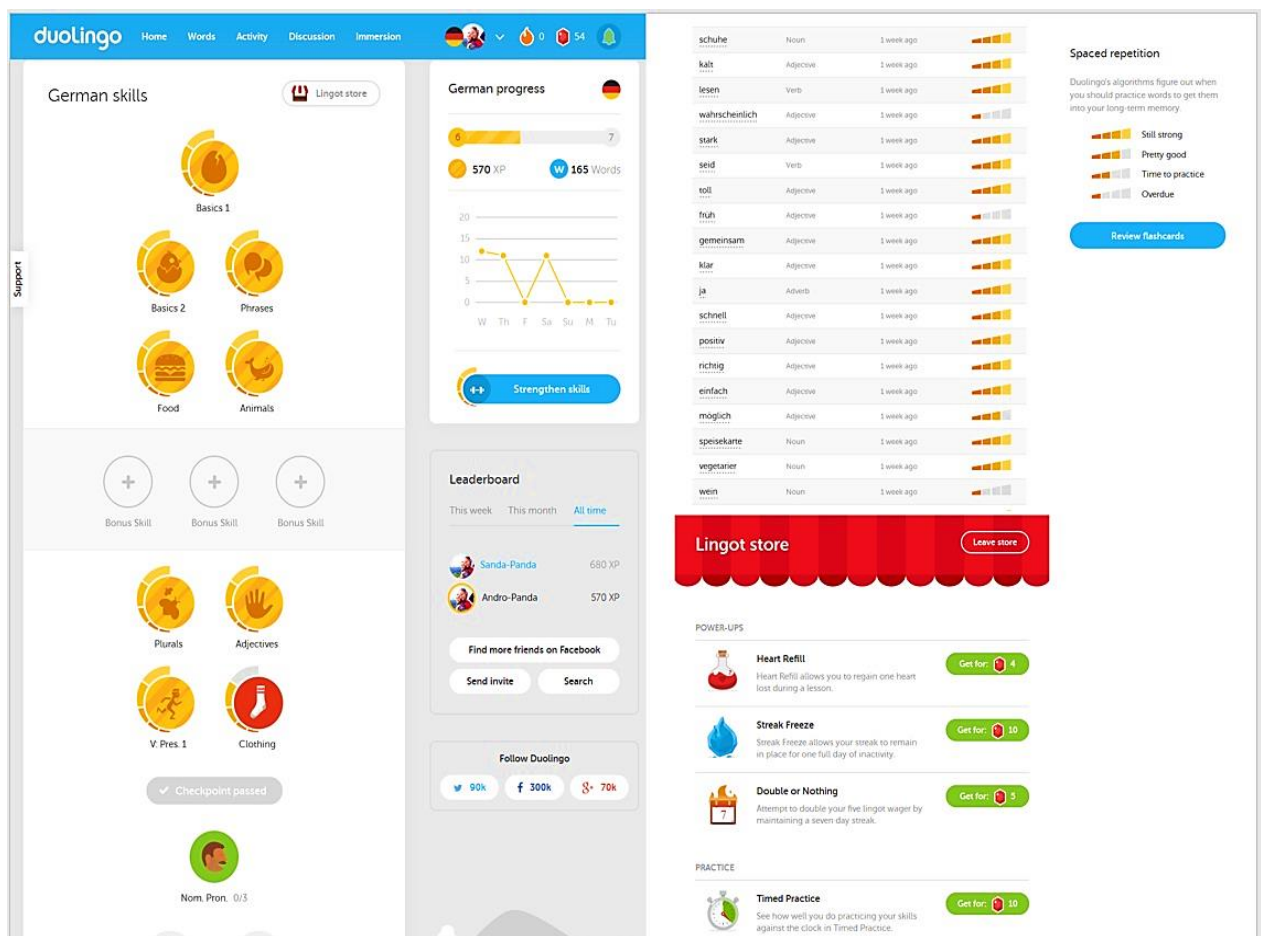 duolingo Home Words Activity Discussion Immersion 0 54
German skills
Lingot store
Basics 1
Basics 2 Phrases
Food Animals
Bonus Skill Bonus Skill Bonus Skill
Plurals Adjectives
V: Pres. 1 Clothing
Checkpoint passed
Nom. Pron. 0/3
Support
German progress
6 7
570 XP W 165 Words
20
15
10
5
0
W Th F Sa Su M Tu
Strengthen skills
Leaderboard
This week This month All time
Sanda-Panda 680 XP
Andro-Panda 570 XP
Find more friends on Facebook
Send invite Search
Follow Duolingo
90k f 300k g+ 70k
schuhe Noun 1 week ago
kalt Adjective 1 week ago
lesen Verb 1 week ago
wahrscheinlich Adjective 1 week ago
stark Adjective 1 week ago
seid Verb 1 week ago
toll Adjective 1 week ago
früh Adjective 1 week ago
gemeinsam Adjective 1 week ago
klar Adjective 1 week ago
ja Adverb 1 week ago
schnell Adjective 1 week ago
positiv Adjective 1 week ago
richtig Adjective 1 week ago
einfach Adjective 1 week ago
möglich Adjective 1 week ago
speisekarte Noun 1 week ago
vegetarier Noun 1 week ago
wein Noun 1 week ago
Spaced repetition
Duolingo's algorithms figure out when
you should practice words to get them
into your long-term memory
Still strong
Pretty good
Time to practice
Overdue
Review flashcards
Lingot store
Leave store
POWER-UPS
Heart Refill
Heart Refill allows you to regain one heart
lost during a lesson.
Get for: 4
Streak Freeze
Streak Freeze allows your streak to remain
in place for one full day of inactivity.
Get for: 10
7
Double or Nothing
Attempt to double your five lingot wager by
maintaining a seven day streak.
Get for: 5
PRACTICE
Timed Practice
See how well you do practicing your skills
against the clock in Timed Practice.
Get for: 10